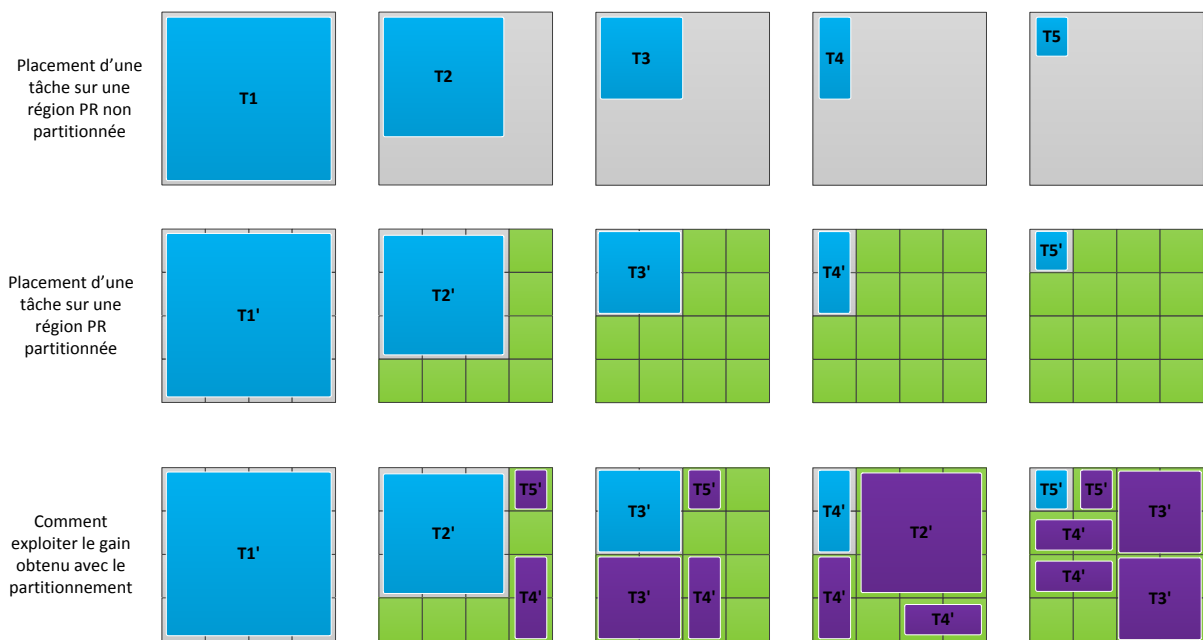 Placement d'une
tâche sur une
région PR non
partitionnée
T1
T2
T3
T4
T5
Placement d'une
tâche sur une
région PR
partitionnée
T1'
T2'
T3'
T4'
T5'
Comment
exploiter le gain
obtenu avec le
partitionnement
T1'
T2'
T5'
T4'
T3'
T5'
T3'
T4'
T4'
T2'
T4'
T4'
T5'
T5'
T3'
T4'
T4'
T3'